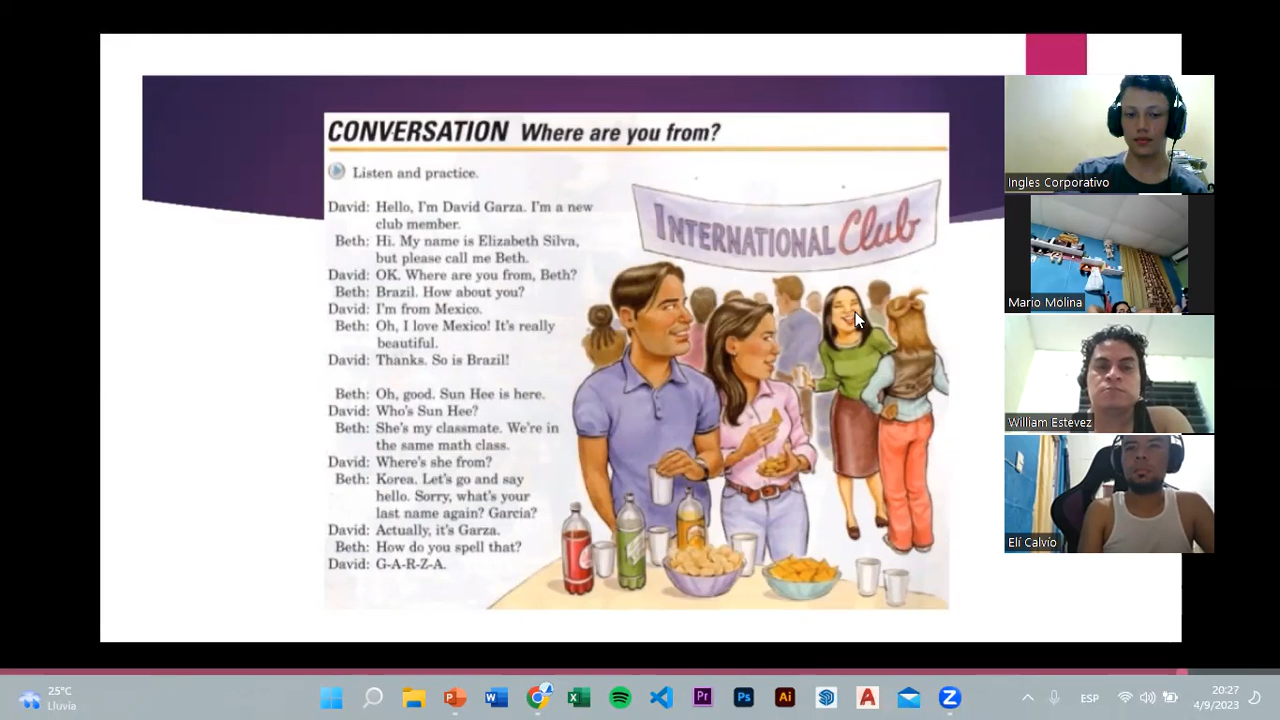 CONVERSATION Where are you from?
Listen and practice.
David: Hello, I'm David Garza. I'm a new
club member.
Beth: Hi. My name is Elizabeth Silva,
but please call me Beth.
David: OK. Where are you from, Beth?
Beth: Brazil. How about you?
David: I'm from Mexico.
Beth: Oh, I love Mexico! It's really
beautiful.
David: Thanks. So is Brazil!
Beth: Oh, good. Sun Hee is here.
David: Who's Sun Hee?
Beth: She's my classmate. We're in
the same math class.
David: Where's she from?
Beth: Korea. Let's go and say
hello. Sorry, what's your
last name again? Garcia?
David: Actually, it's Garza.
Beth: How do you spell that?
David: G-A-R-Z-A.
INTERNATIONAL Club
Ingles Corporativo
Mario Molina
William Estevez
Elí Calvío
25°C
Lluvia
W
X
Pr
Ps
Ai
A
Z
ESP
20:27
4/9/2023